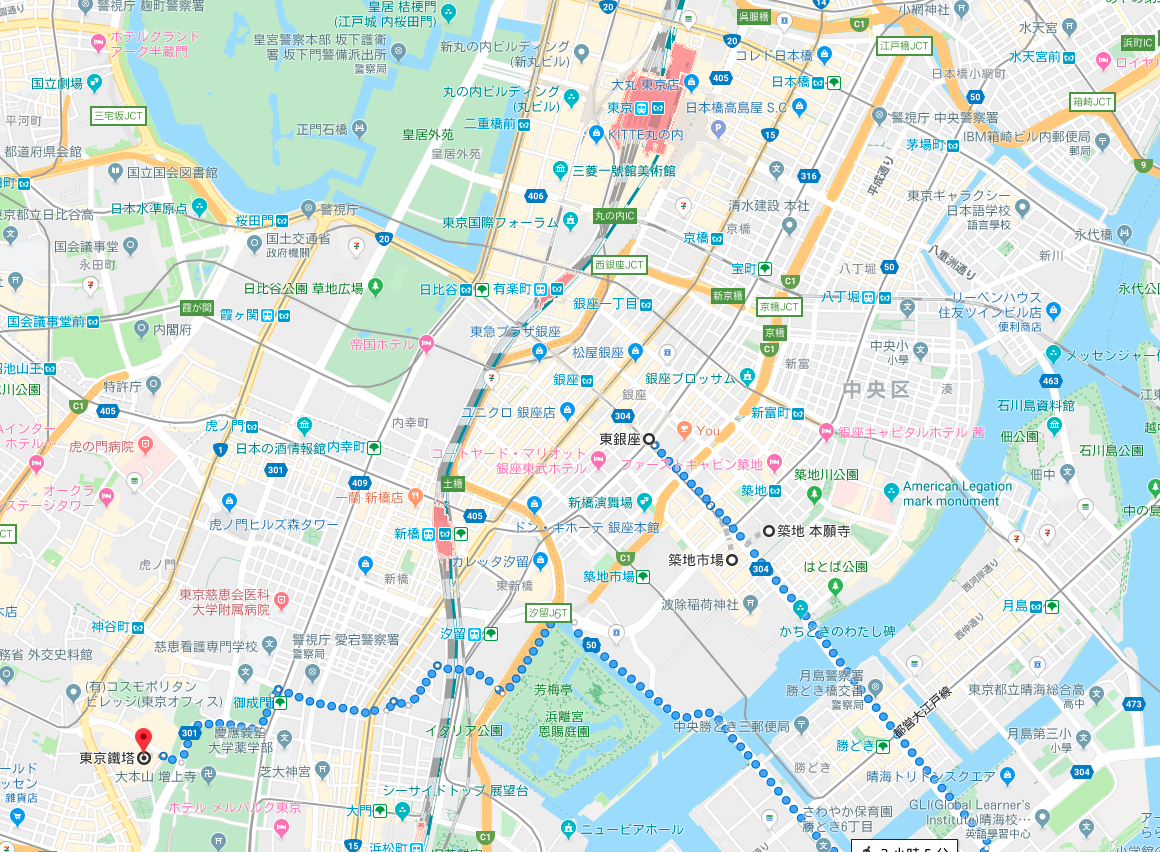 警視庁 麹町警察署
皇居 桔梗門
(江戸城 内桜田門)
20
呉服橋
14
C1
小網神社
水天宮
ホテルグランド
アーク半蔵門
皇宮警察本部 坂下護衛
署 坂下門警備派出所
警察局
新丸の内ビルディング
(新丸ビル)
20
コレド日本橋
江戸橋JCT
水天宮前
浜町IC
ロイヤ
国立劇場
丸の内ビルディング
(丸ビル)
大丸 東京店
405
日本橋
日本橋小網町
50
箱崎JCT
三宅坂JCT
平河町
正門石橋
二重橋前
東京
日本橋高島屋 S.C
警視庁 中央警察署
皇居外苑
皇居外苑
KITTE丸の内
P
15
茅場町
IBM箱崎ビル内郵便局
郵局
都道府県会館
国立国会図書館
三菱一號館美術館
316
平成通り
9
406
日本水準原点
桜田門
警視庁
東京国際フォーラム
丸の内IC
清水建設 本社
東京ギャラクシー
日本語学校
語言學校
永代橋
東京都立日比谷高
国会議事堂
永田町
国土交通省
政府機關
20
京橋
京橋
八重洲通り
新川
西銀座JCT
宝町
八丁堀
50
C1
日比谷公園 草地広場
日比谷
有楽町
銀座一丁目
新京橋
京橋JCT
八丁堀
リーベンハウス
住友ツインビル店
便利商店
永代公
霞が関
霞ヶ関
国会議事堂前
内閣府
帝国ホテル
東急プラザ銀座
松屋銀座
京橋
C1
中央小
小學
メッセンジャー
新富
銀座
銀座ブロッサム
中央区
湊
463
特許庁
C1
405
内幸町
ユニクロ 銀座店
銀座
304
新富町
石川島資料館
虎ノ門
1
日本の酒情報館
内幸町
東銀座
You
銀座キャピタルホテル 茜
佃公園
石川島公園
虎の門病院
301
409
コートヤード・マリオット
銀座東武ホテル
ファーストキャビン築地
築地川公園
佃中
オークラ
土橋
一蘭 新橋店
新橋演舞場
築地
American Legation
mark monument
中の島
虎ノ門ヒルズ森タワー
405
ドン・キホーテ 銀座本館
築地 本願寺
新橋
虎ノ門
カレッタ汐留
C1
築地市場
304
はとば公園
新橋
東新橋
築地市場
西河岸通り
東京慈恵会医科
大学附属病院
汐留JCT
波除稲荷神社
月島
西仲通り
神谷町
汐留
50
かちどきのわたし碑
慈恵看護専門学校
警視庁 愛宕警察署
警察局
務省 外交史料館
月島警察署
勝どき橋交番
警察局
(有)コスモポリタン
ビレッジ(東京オフィス)
御成門
芳梅亭
浜離宮
恩賜庭園
都営大江戸線
東京都立晴海総合高
高中
473
301
慶應義塾
大学薬学部
イタリア公園
中央勝どき三郵便局
勝どき
月島第三小
小學
東京鐵塔
大本山 増上寺
芝大神宮
勝どき
晴海トリトンスクエア
304
シーサイドトップ 展望台
ホテル メルパルク東京
大門
さわやか保育園
勝どき6丁目
GLI(Global Learner's
Institute)晴海校…
英語學習中心
雜貨店
ニューピアホール
15
浜松町
C1